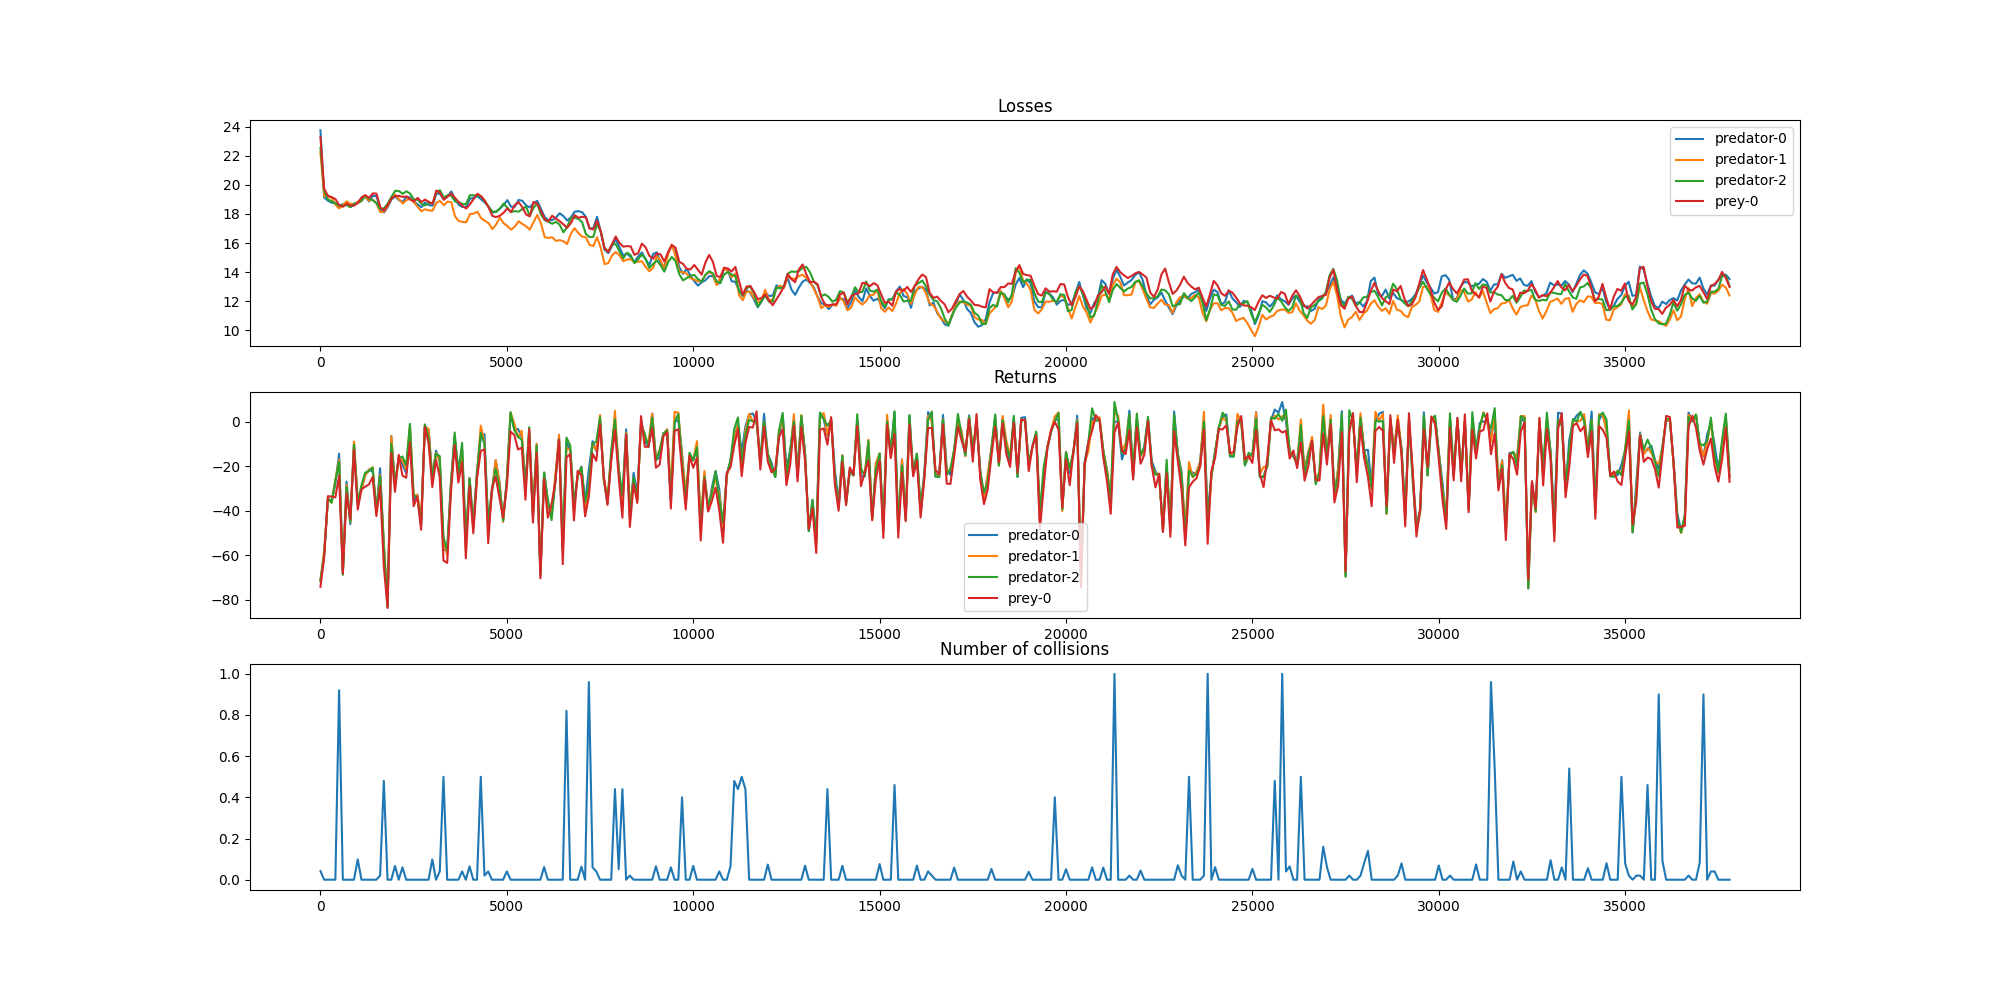 Losses
24
22
20
18
16
14
12
10
predator-0
predator-1
predator-2
prey-0
0 5000 10000 15000 20000 25000 30000 35000
Returns
0
−20
−40
−60
−80
predator-0
predator-1
predator-2
prey-0
0 5000 10000 15000 20000 25000 30000 35000
Number of collisions
1.0
0.8
0.6
0.4
0.2
0.0
0 5000 10000 15000 20000 25000 30000 35000